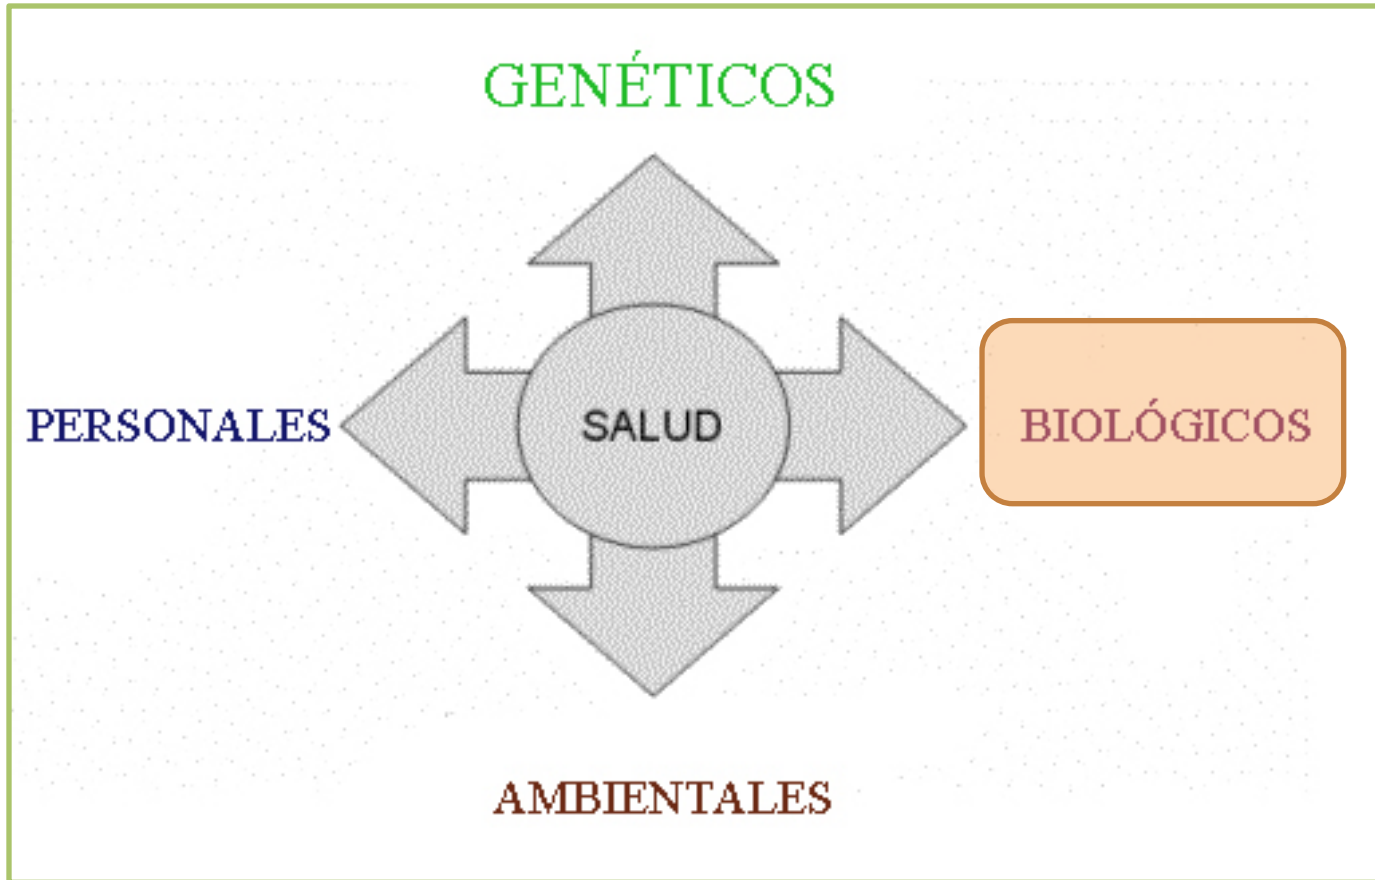 GENÉTICOS
PERSONALES
SALUD
BIOLÓGICOS
AMBIENTALES